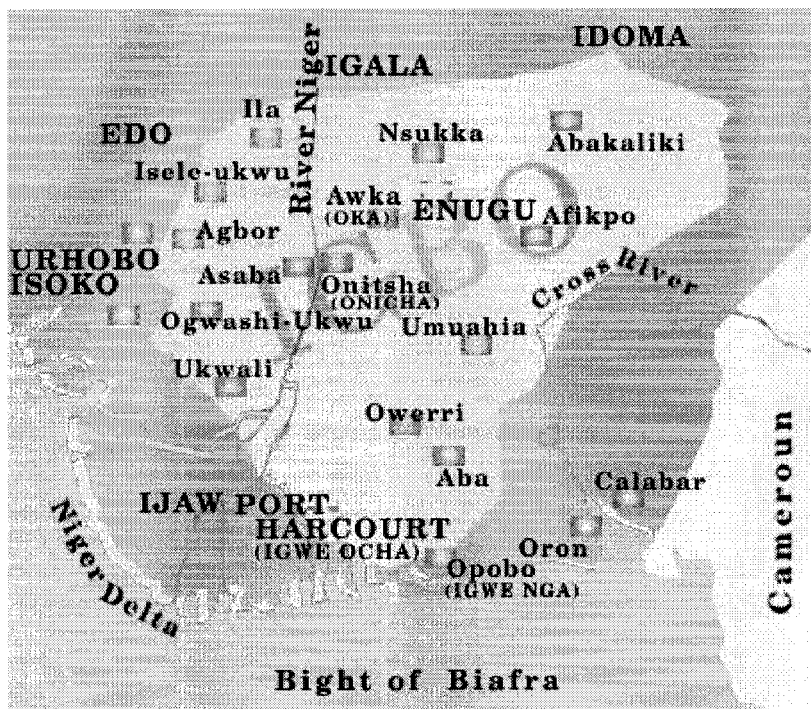 IDOMA
IGALA
River Niger
Ila
EDO
Nsukka
Abakaliki
Isele-ukwu
Awka
(OKA)
ENUGU
Afikpo
Agbor
URHOBO
ISOKO
Asaba
Onitsha
(ONICHA)
Cross River
Ogwashi-Ukwu
Umuahia
Ukwali
Owerri
Aba
Calabar
Cameroun
IJAW
PORT-
HARCOURT
(IGWE OCHA)
Oron
Opobo
(IGWE NGA)
Niger Delta
Bight of Biafra